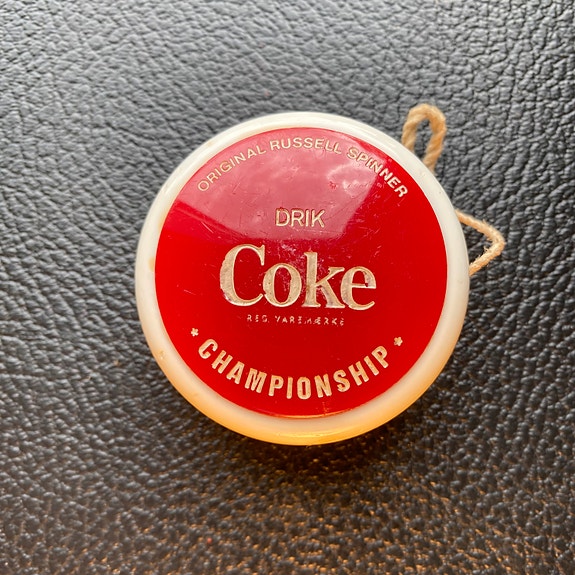 ORIGINAL RUSSELL SPINNER
DRIK
Coke
REG. VAREMÆRKE
* CHAMPIONSHIP *